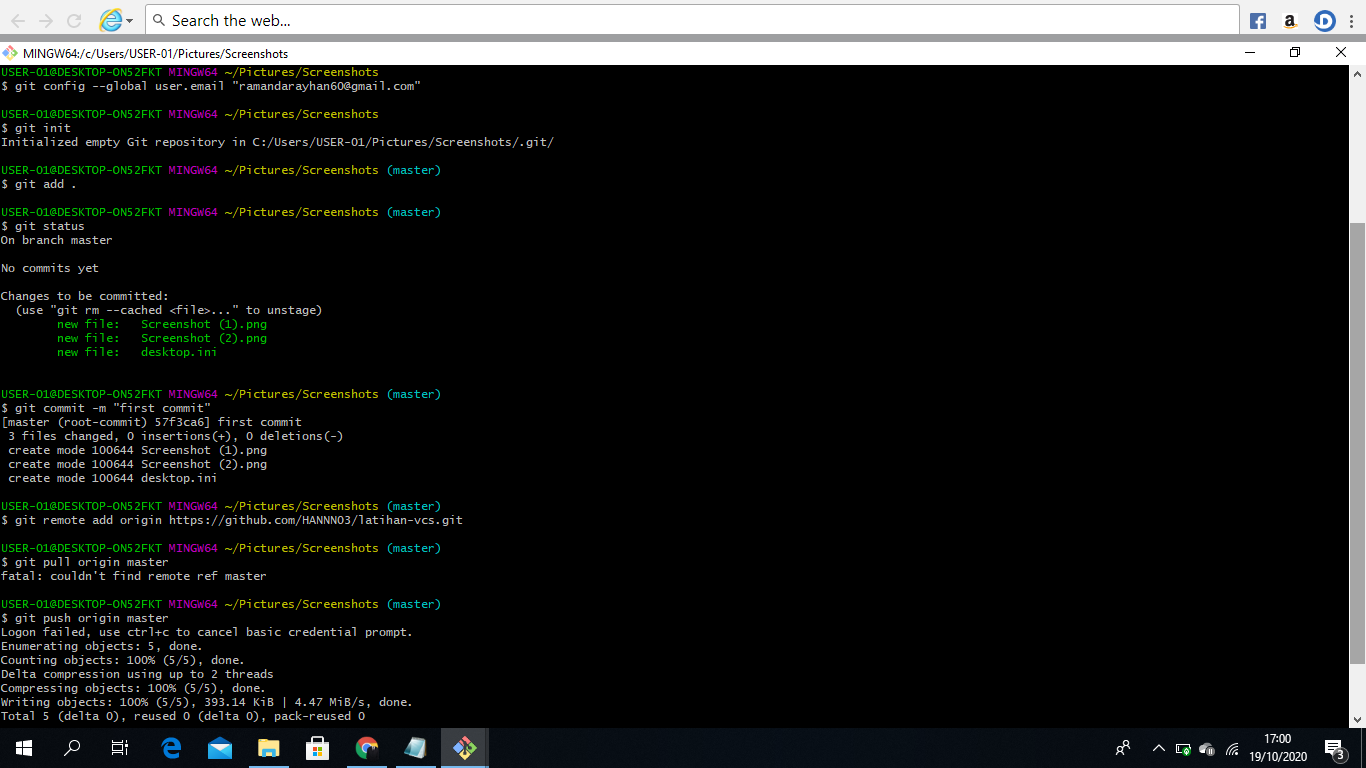 Search the web...
MINGW64:/c/Users/USER-01/Pictures/Screenshots
USER-01@DESKTOP-ON52FKT MINGW64 ~/Pictures/Screenshots
$ git config --global user.email "ramandarayhan60@gmail.com"
USER-01@DESKTOP-ON52FKT MINGW64 ~/Pictures/Screenshots
$ git init
Initialized empty Git repository in C:/Users/USER-01/Pictures/Screenshots/.git/
USER-01@DESKTOP-ON52FKT MINGW64 ~/Pictures/Screenshots (master)
$ git add .
USER-01@DESKTOP-ON52FKT MINGW64 ~/Pictures/Screenshots (master)
$ git status
On branch master
No commits yet
Changes to be committed:
(use "git rm --cached <file>..." to unstage)
new file:   Screenshot (1).png
new file:   Screenshot (2).png
new file:   desktop.ini
USER-01@DESKTOP-ON52FKT MINGW64 ~/Pictures/Screenshots (master)
$ git commit -m "first commit"
[master (root-commit) 57f3ca6] first commit
3 files changed, 0 insertions(+), 0 deletions(-)
create mode 100644 Screenshot (1).png
create mode 100644 Screenshot (2).png
create mode 100644 desktop.ini
USER-01@DESKTOP-ON52FKT MINGW64 ~/Pictures/Screenshots (master)
$ git remote add origin https://github.com/HANNN03/latihan-vcs.git
USER-01@DESKTOP-ON52FKT MINGW64 ~/Pictures/Screenshots (master)
$ git pull origin master
fatal: couldn't find remote ref master
USER-01@DESKTOP-ON52FKT MINGW64 ~/Pictures/Screenshots (master)
$ git push origin master
Logon failed, use ctrl+c to cancel basic credential prompt.
Enumerating objects: 5, done.
Counting objects: 100% (5/5), done.
Delta compression using up to 2 threads
Compressing objects: 100% (5/5), done.
Writing objects: 100% (5/5), 393.14 KiB | 4.47 MiB/s, done.
Total 5 (delta 0), reused 0 (delta 0), pack-reused 0
17:00
19/10/2020
3